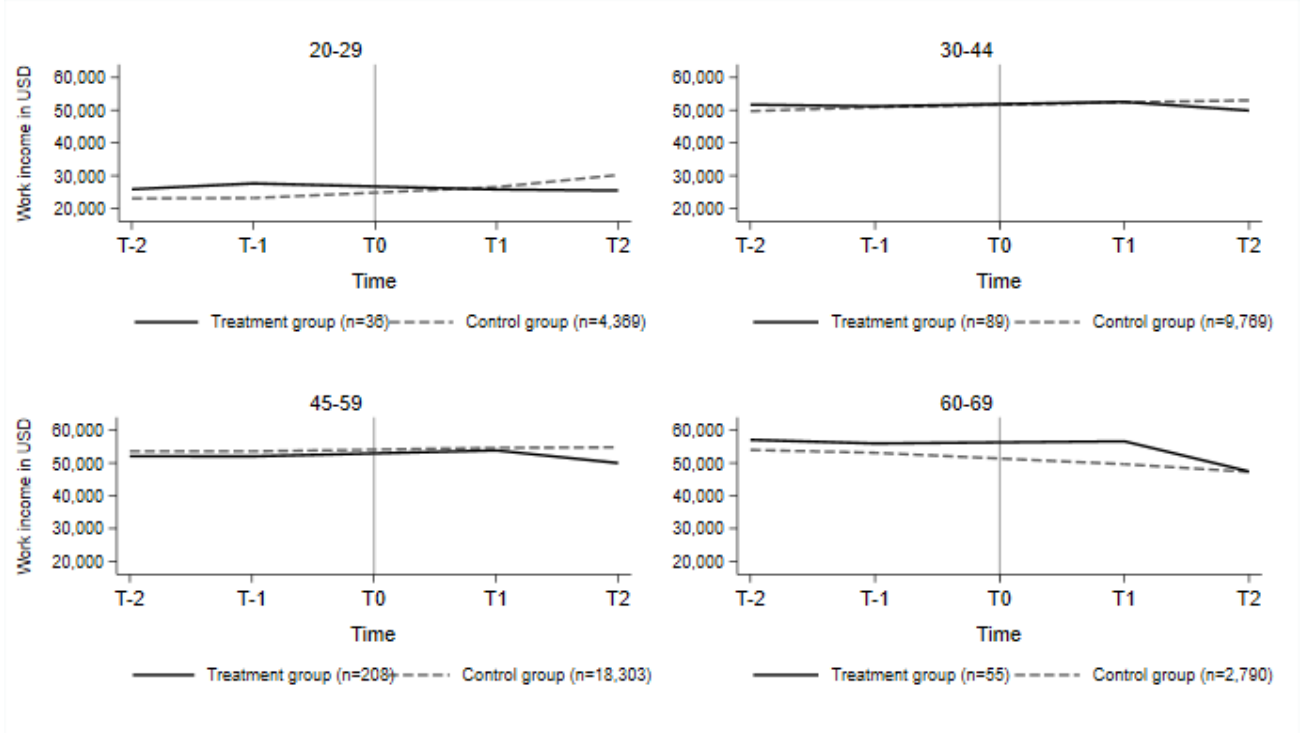 20-29
Work income in USD
60,000
50,000
40,000
30,000
20,000
T-2 T-1 T0 T1 T2
Time
Treatment group (n=36) Control group (n=4,369)
30-44
60,000
50,000
40,000
30,000
20,000
T-2 T-1 T0 T1 T2
Time
Treatment group (n=89) Control group (n=9,769)
45-59
Work income in USD
60,000
50,000
40,000
30,000
20,000
T-2 T-1 T0 T1 T2
Time
Treatment group (n=208) Control group (n=18,303)
60-69
60,000
50,000
40,000
30,000
20,000
T-2 T-1 T0 T1 T2
Time
Treatment group (n=55) Control group (n=2,790)